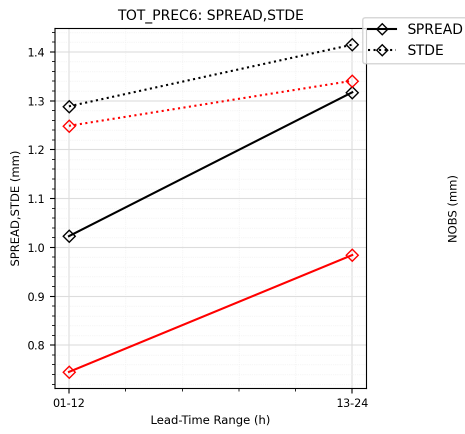 TOT_PREC6: SPREAD,STDE
SPREAD
STDE
1.4
1.3
1.2
1.1
1.0
0.9
0.8
SPREAD,STDE (mm)
NOBS (mm)
01-12
13-24
Lead-Time Range (h)